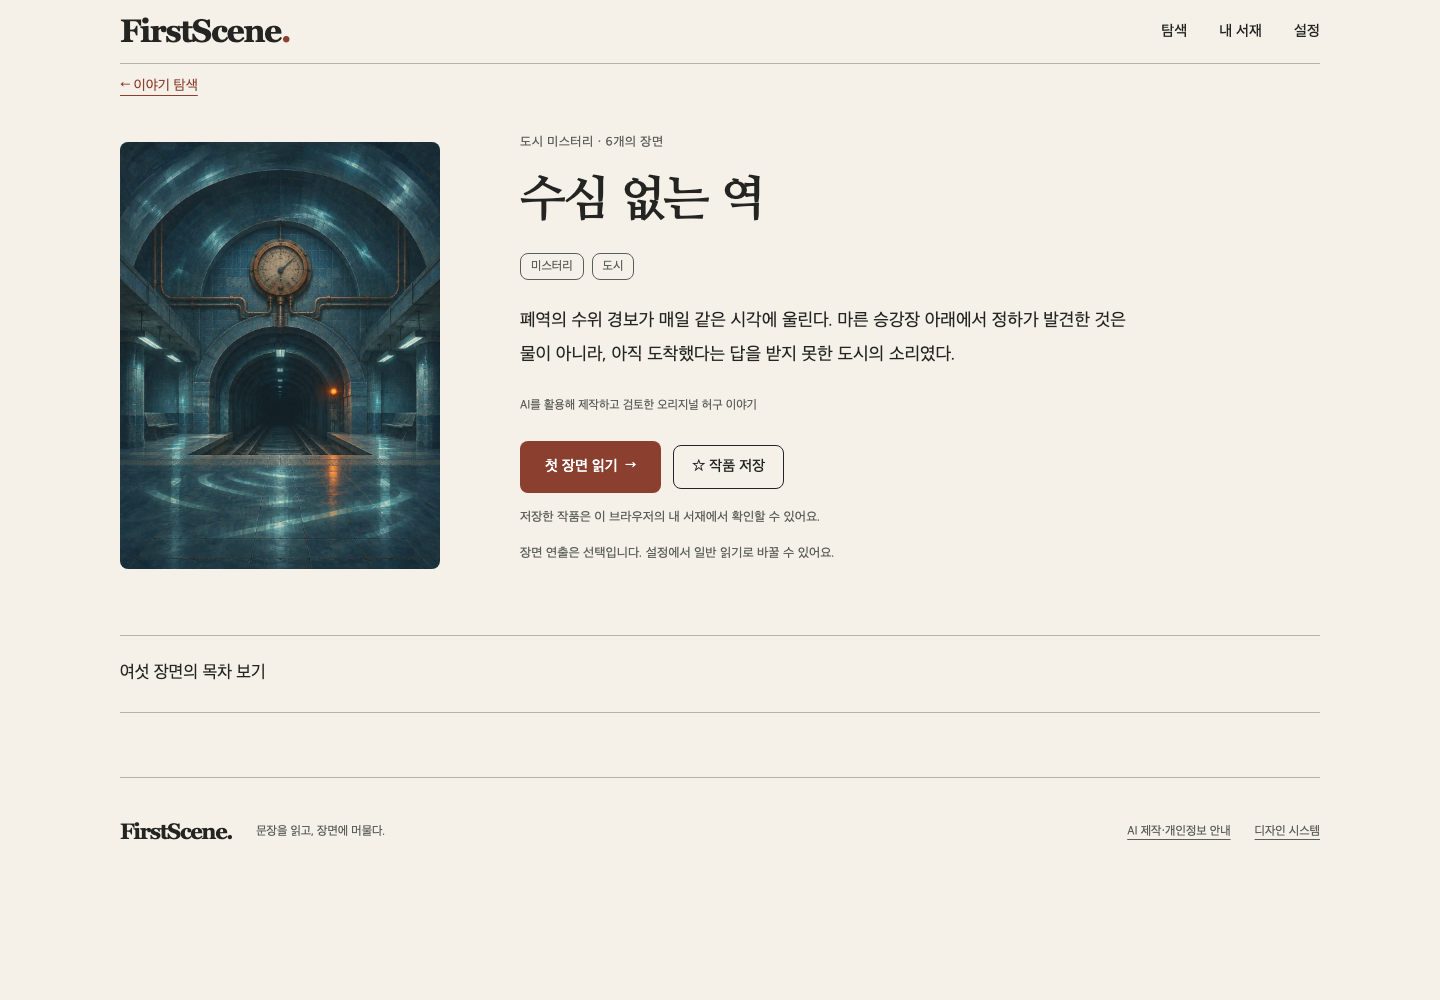 FirstScene.
탐색 내 서재 설정
← 이야기 탐색
도시 미스터리 · 6개의 장면
수심 없는 역
미스터리 도시
폐역의 수위 경보가 매일 같은 시각에 울린다. 마른 승강장 아래에서 정하가 발견한 것은
물이 아니라, 아직 도착했다는 답을 받지 못한 도시의 소리였다.
AI를 활용해 제작하고 검토한 오리지널 허구 이야기
첫 장면 읽기 →
☆ 작품 저장
저장한 작품은 이 브라우저의 내 서재에서 확인할 수 있어요.
장면 연출은 선택입니다. 설정에서 일반 읽기로 바꿀 수 있어요.
여섯 장면의 목차 보기
FirstScene.
문장을 읽고, 장면에 머물다.
AI 제작·개인정보 안내 디자인 시스템